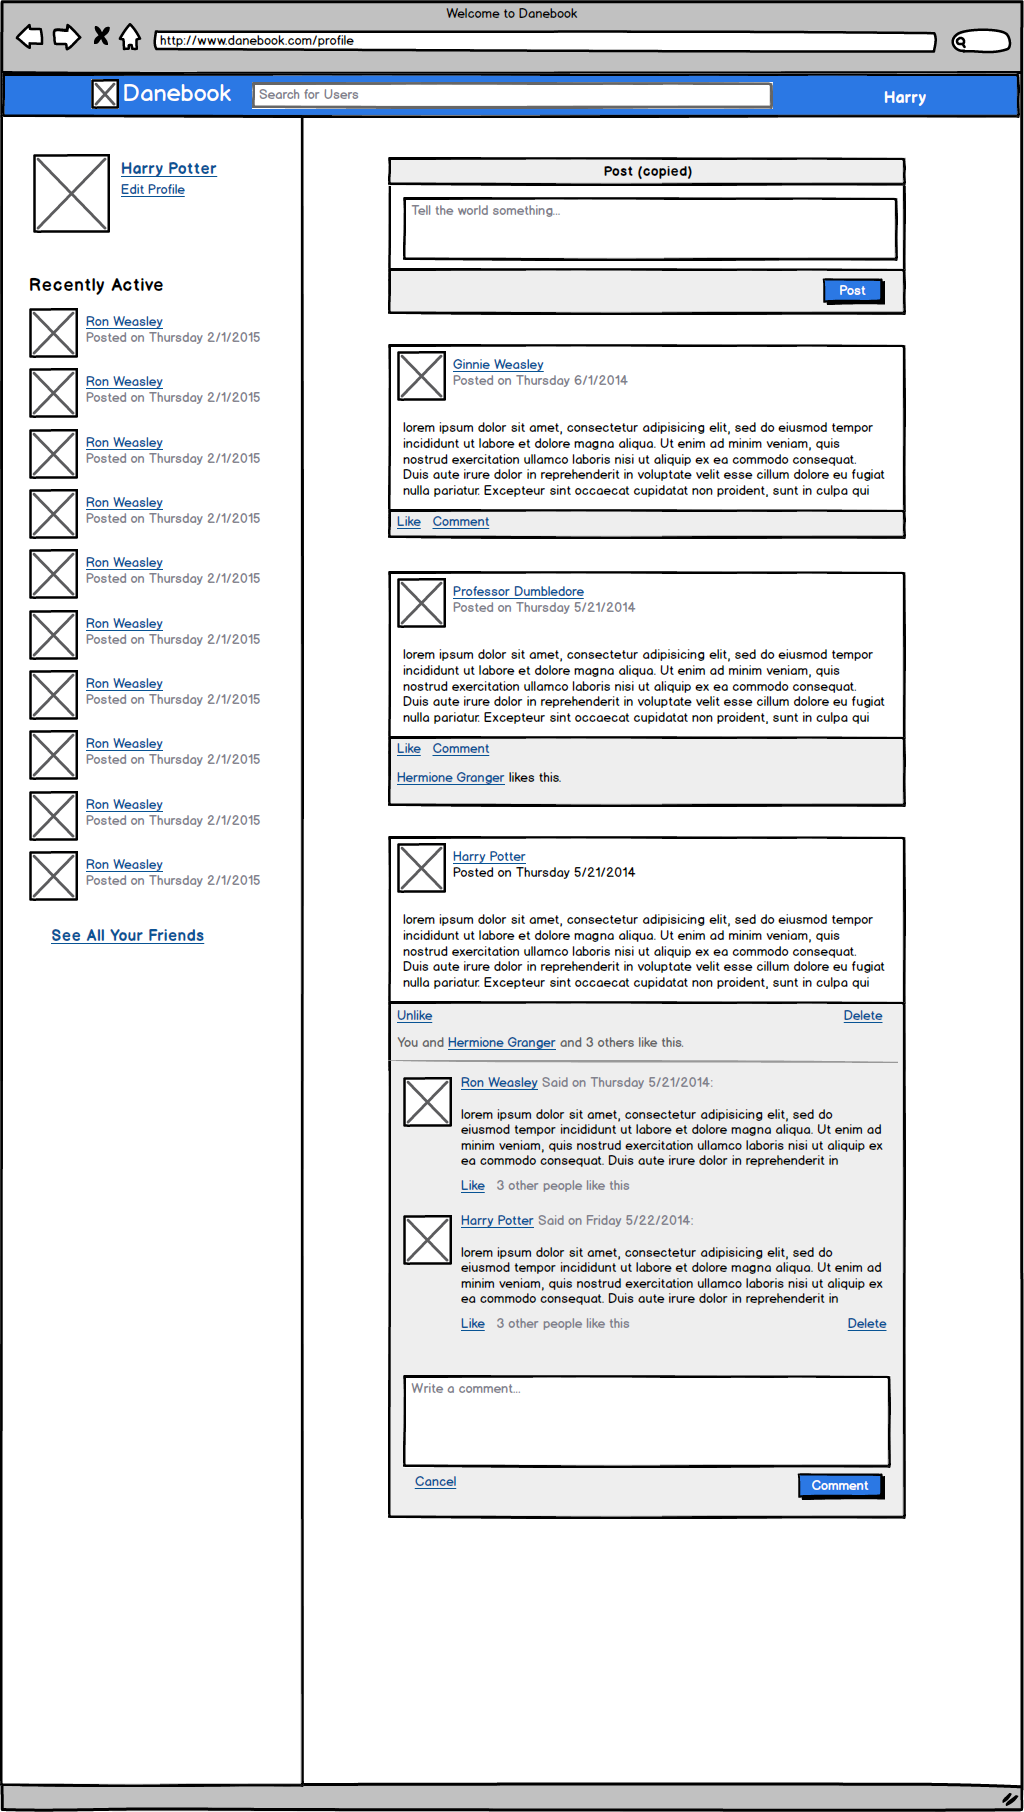 Welcome to Danebook
http://www.danebook.com/profile
Danebook
Search for Users
Harry
Harry Potter
Edit Profile
Recently Active
Ron Weasley
Posted on Thursday 2/1/2015
Ron Weasley
Posted on Thursday 2/1/2015
Ron Weasley
Posted on Thursday 2/1/2015
Ron Weasley
Posted on Thursday 2/1/2015
Ron Weasley
Posted on Thursday 2/1/2015
Ron Weasley
Posted on Thursday 2/1/2015
Ron Weasley
Posted on Thursday 2/1/2015
Ron Weasley
Posted on Thursday 2/1/2015
Ron Weasley
Posted on Thursday 2/1/2015
Ron Weasley
Posted on Thursday 2/1/2015
See All Your Friends
Post (copied)
Tell the world something...
Post
Ginnie Weasley
Posted on Thursday 6/1/2014
lorem ipsum dolor sit amet, consectetur adipisicing elit, sed do eiusmod tempor
incididunt ut labore et dolore magna aliqua. Ut enim ad minim veniam, quis
nostrud exercitation ullamco laboris nisi ut aliquip ex ea commodo consequat.
Duis aute irure dolor in reprehenderit in voluptate velit esse cillum dolore eu fugiat
nulla pariatur. Excepteur sint occaecat cupidatat non proident, sunt in culpa qui
Like Comment
Professor Dumbledore
Posted on Thursday 5/21/2014
lorem ipsum dolor sit amet, consectetur adipisicing elit, sed do eiusmod tempor
incididunt ut labore et dolore magna aliqua. Ut enim ad minim veniam, quis
nostrud exercitation ullamco laboris nisi ut aliquip ex ea commodo consequat.
Duis aute irure dolor in reprehenderit in voluptate velit esse cillum dolore eu fugiat
nulla pariatur. Excepteur sint occaecat cupidatat non proident, sunt in culpa qui
Like Comment
Hermione Granger likes this.
Harry Potter
Posted on Thursday 5/21/2014
lorem ipsum dolor sit amet, consectetur adipisicing elit, sed do eiusmod tempor
incididunt ut labore et dolore magna aliqua. Ut enim ad minim veniam, quis
nostrud exercitation ullamco laboris nisi ut aliquip ex ea commodo consequat.
Duis aute irure dolor in reprehenderit in voluptate velit esse cillum dolore eu fugiat
nulla pariatur. Excepteur sint occaecat cupidatat non proident, sunt in culpa qui
Unlike Delete
You and Hermione Granger and 3 others like this.
Ron Weasley Said on Thursday 5/21/2014:
lorem ipsum dolor sit amet, consectetur adipisicing elit, sed do
eiusmod tempor incididunt ut labore et dolore magna aliqua. Ut enim ad
minim veniam, quis nostrud exercitation ullamco laboris nisi ut aliquip ex
ea commodo consequat. Duis aute irure dolor in reprehenderit in
Like 3 other people like this
Harry Potter Said on Friday 5/22/2014:
lorem ipsum dolor sit amet, consectetur adipisicing elit, sed do
eiusmod tempor incididunt ut labore et dolore magna aliqua. Ut enim ad
minim veniam, quis nostrud exercitation ullamco laboris nisi ut aliquip ex
ea commodo consequat. Duis aute irure dolor in reprehenderit in
Like 3 other people like this Delete
Write a comment...
Cancel Comment